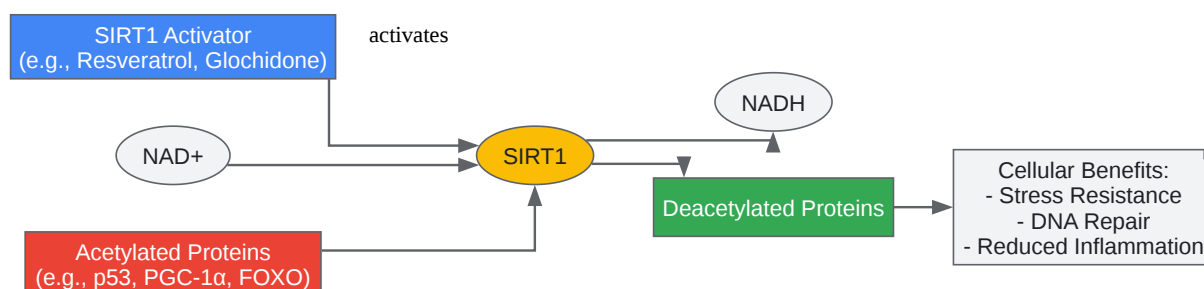 SIRT1 Activator
(e.g., Resveratrol, Glochidone)
activates
NADH
NAD+
SIRT1
Cellular Benefits:
- Stress Resistance
- DNA Repair
- Reduced Inflammation
Deacetylated Proteins
Acetylated Proteins
(e.g., p53, PGC-1α, FOXO)